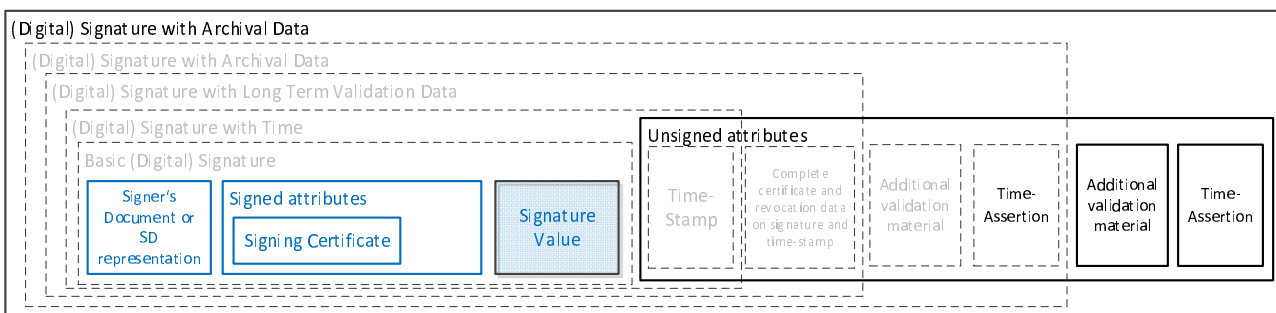 (Digital) Signature with Archival Data
(Digital) Signature with Archival Data
(Digital) Signature with Long Term Validation Data
(Digital) Signature with Time
Basic (Digital) Signature
Signer's
Document or
SD
representation
Signed attributes
Signing Certificate
Signature
Value
Unsigned attributes
Time-
Stamp
Complete
certificate and
revocation data
on signature and
time-stamp
Additional
validation
material
Time-
Assertion
Additional
validation
material
Time-
Assertion